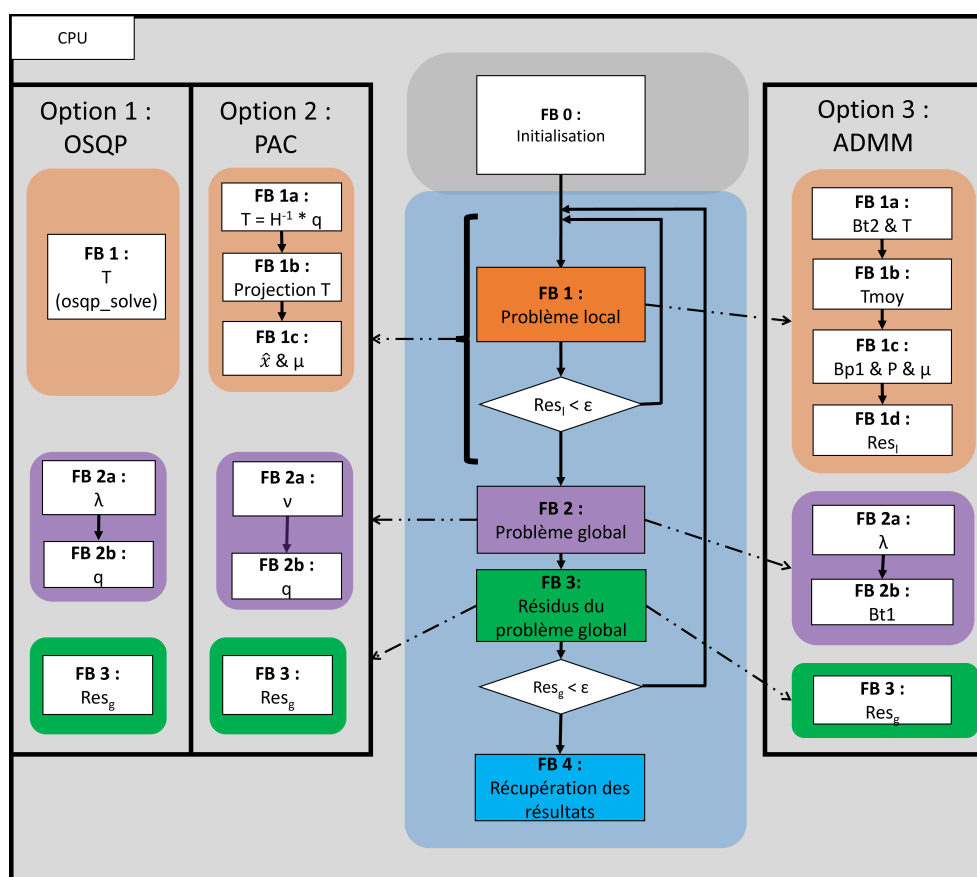 CPU
Option 1 :
OSQP
FB 1 :
T
(osqp_solve)
FB 2a :
λ
FB 2b :
q
FB 3 :
Res_g
Option 2 :
PAC
FB 1a :
T = H⁻¹ * q
FB 1b :
Projection T
FB 1c :
x̂ & μ
FB 2a :
ν
FB 2b :
q
FB 3 :
Res_g
FB 0 :
Initialisation
FB 1 :
Problème local
Res_l < ε
FB 2 :
Problème global
FB 3:
Résidus du
problème global
Res_g < ε
FB 4 :
Récupération des
résultats
Option 3 :
ADMM
FB 1a :
Bt2 & T
FB 1b :
Tmoy
FB 1c :
Bp1 & P & μ
FB 1d :
Res_l
FB 2a :
λ
FB 2b :
Bt1
FB 3 :
Res_g